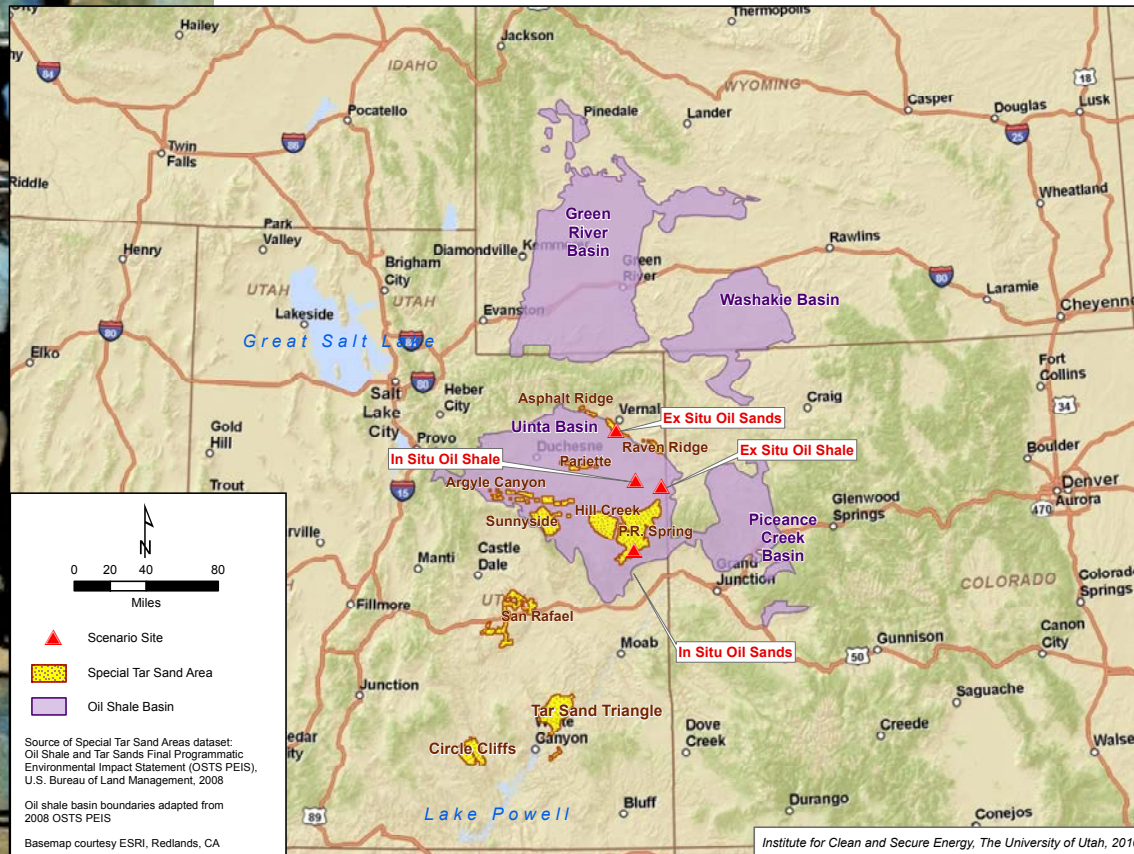 Thermopolis
Hailey
Jackson
IDAHO
84
WYOMING
18
Pocatello
Pinedale
Lander
Casper
Douglas
Lusk
25
86
Twin
Falls
Riddle
Wheatland
Green
River
Basin
Park
Valley
Henry
Diamondville
Rawlins
Green
River
Brigham
City
80
Laramie
UTAH
UTAH
Washakie Basin
Lakeside
Evanston
Cheyenne
80
Great Salt Lake
Elko
Fort
Collins
80
Salt
Lake
City
Heber
City
Asphalt Ridge
Vernal
Craig
34
Ex Situ Oil Sands
Uinta Basin
Gold
Hill
Provo
Duchesne
Raven Ridge
Boulder
In Situ Oil Shale
Pariette
Ex Situ Oil Shale
Trout
15
Argyle Canyon
Denver
Aurora
470
Glenwood
Springs
Hill Creek
Sunnyside
P.R. Spring
Piceance
Creek
Basin
Manti
Castle
Dale
Grand
Junction
COLORADO
Colorado
Springs
Fillmore
San Rafael
Canon
City
Moab
Gunnison
50
In Situ Oil Sands
Junction
Saguache
Tar Sand Triangle
Canyon
Dove
Creek
Creede
Circle Cliffs
Lake Powell
Bluff
Durango
89
Conejos
N
0 20 40 80
Miles
Scenario Site
Special Tar Sand Area
Oil Shale Basin
Source of Special Tar Sand Areas dataset:
Oil Shale and Tar Sands Final Programmatic
Environmental Impact Statement (OSTS PEIS),
U.S. Bureau of Land Management, 2008
Oil shale basin boundaries adapted from
2008 OSTS PEIS
Basemap courtesy ESRI, Redlands, CA
Institute for Clean and Secure Energy, The University of Utah,